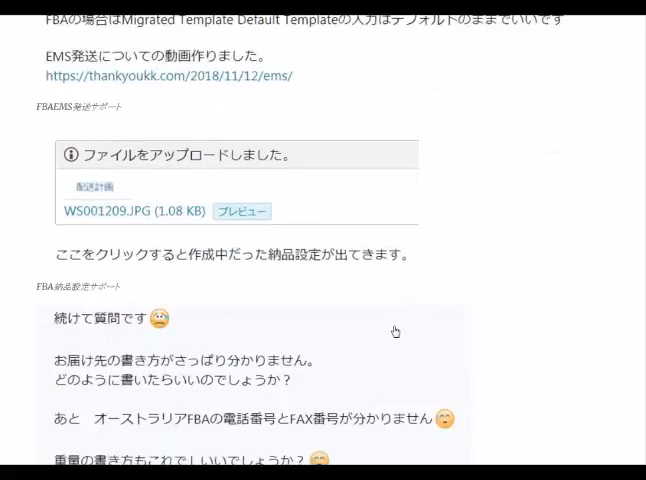 FBAの場合はMigrated Template Default Templateの入力はデフォルトのままでいいです
EMS発送についての動画作りました。
https://thankyoukk.com/2018/11/12/ems/
FBAEMS発送サポート
ファイルをアップロードしました。
配送計画
WS001209.JPG (1.08 KB) プレビュー
ここをクリックすると作成中だった納品設定が出てきます。
FBA納品設定サポート
続けて質問です
お届け先の書き方がさっぱり分かりません。
どのように書いたらいいのでしょうか？
あと　オーストラリアFBAの電話番号とFAX番号が分かりません
重量の書き方もこれでしいいでしょうか？